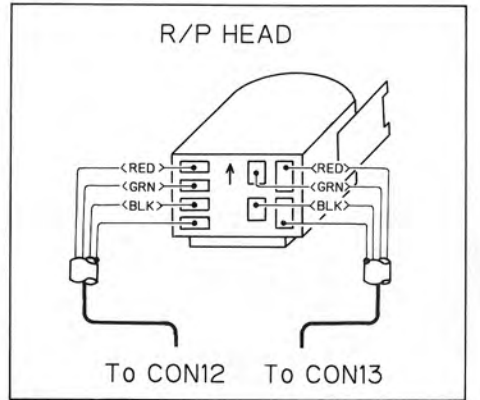 R/P HEAD
<RED> <RED>
<GRN> <GRN>
<BLK> <BLK>
To CON12 To CON13